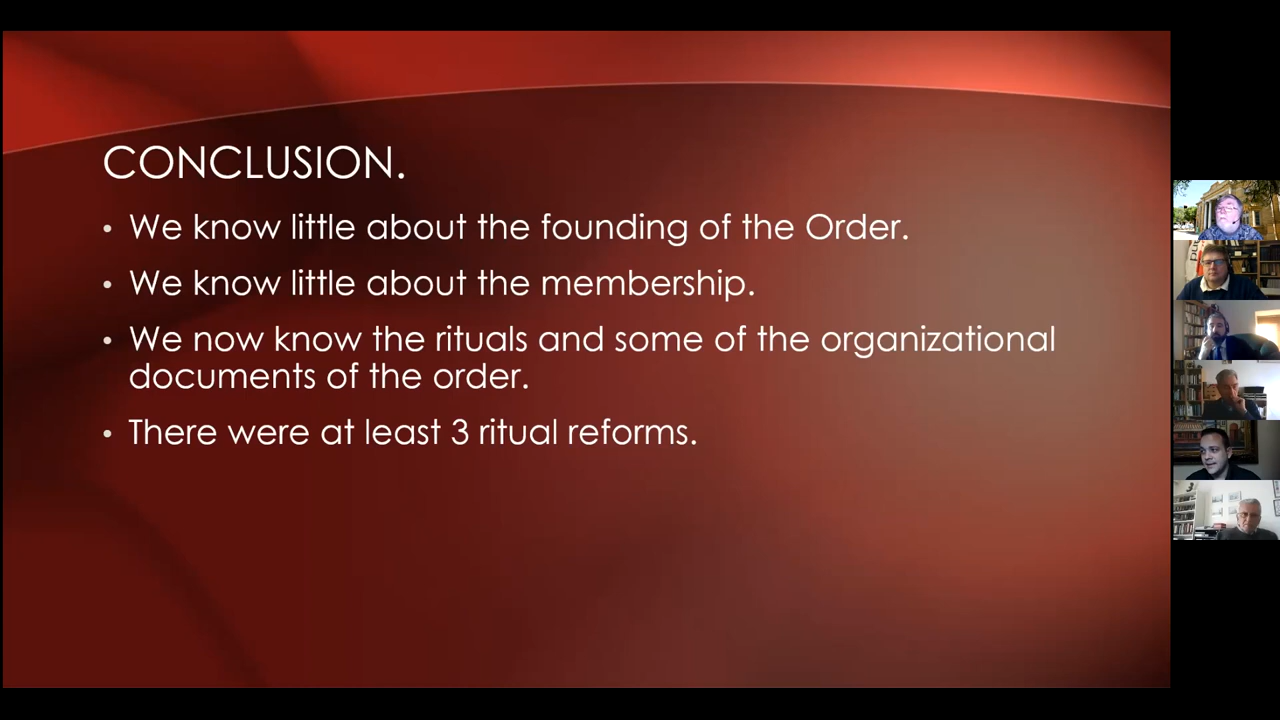 CONCLUSION.
• We know little about the founding of the Order.
• We know little about the membership.
• We now know the rituals and some of the organizational
documents of the order.
• There were at least 3 ritual reforms.